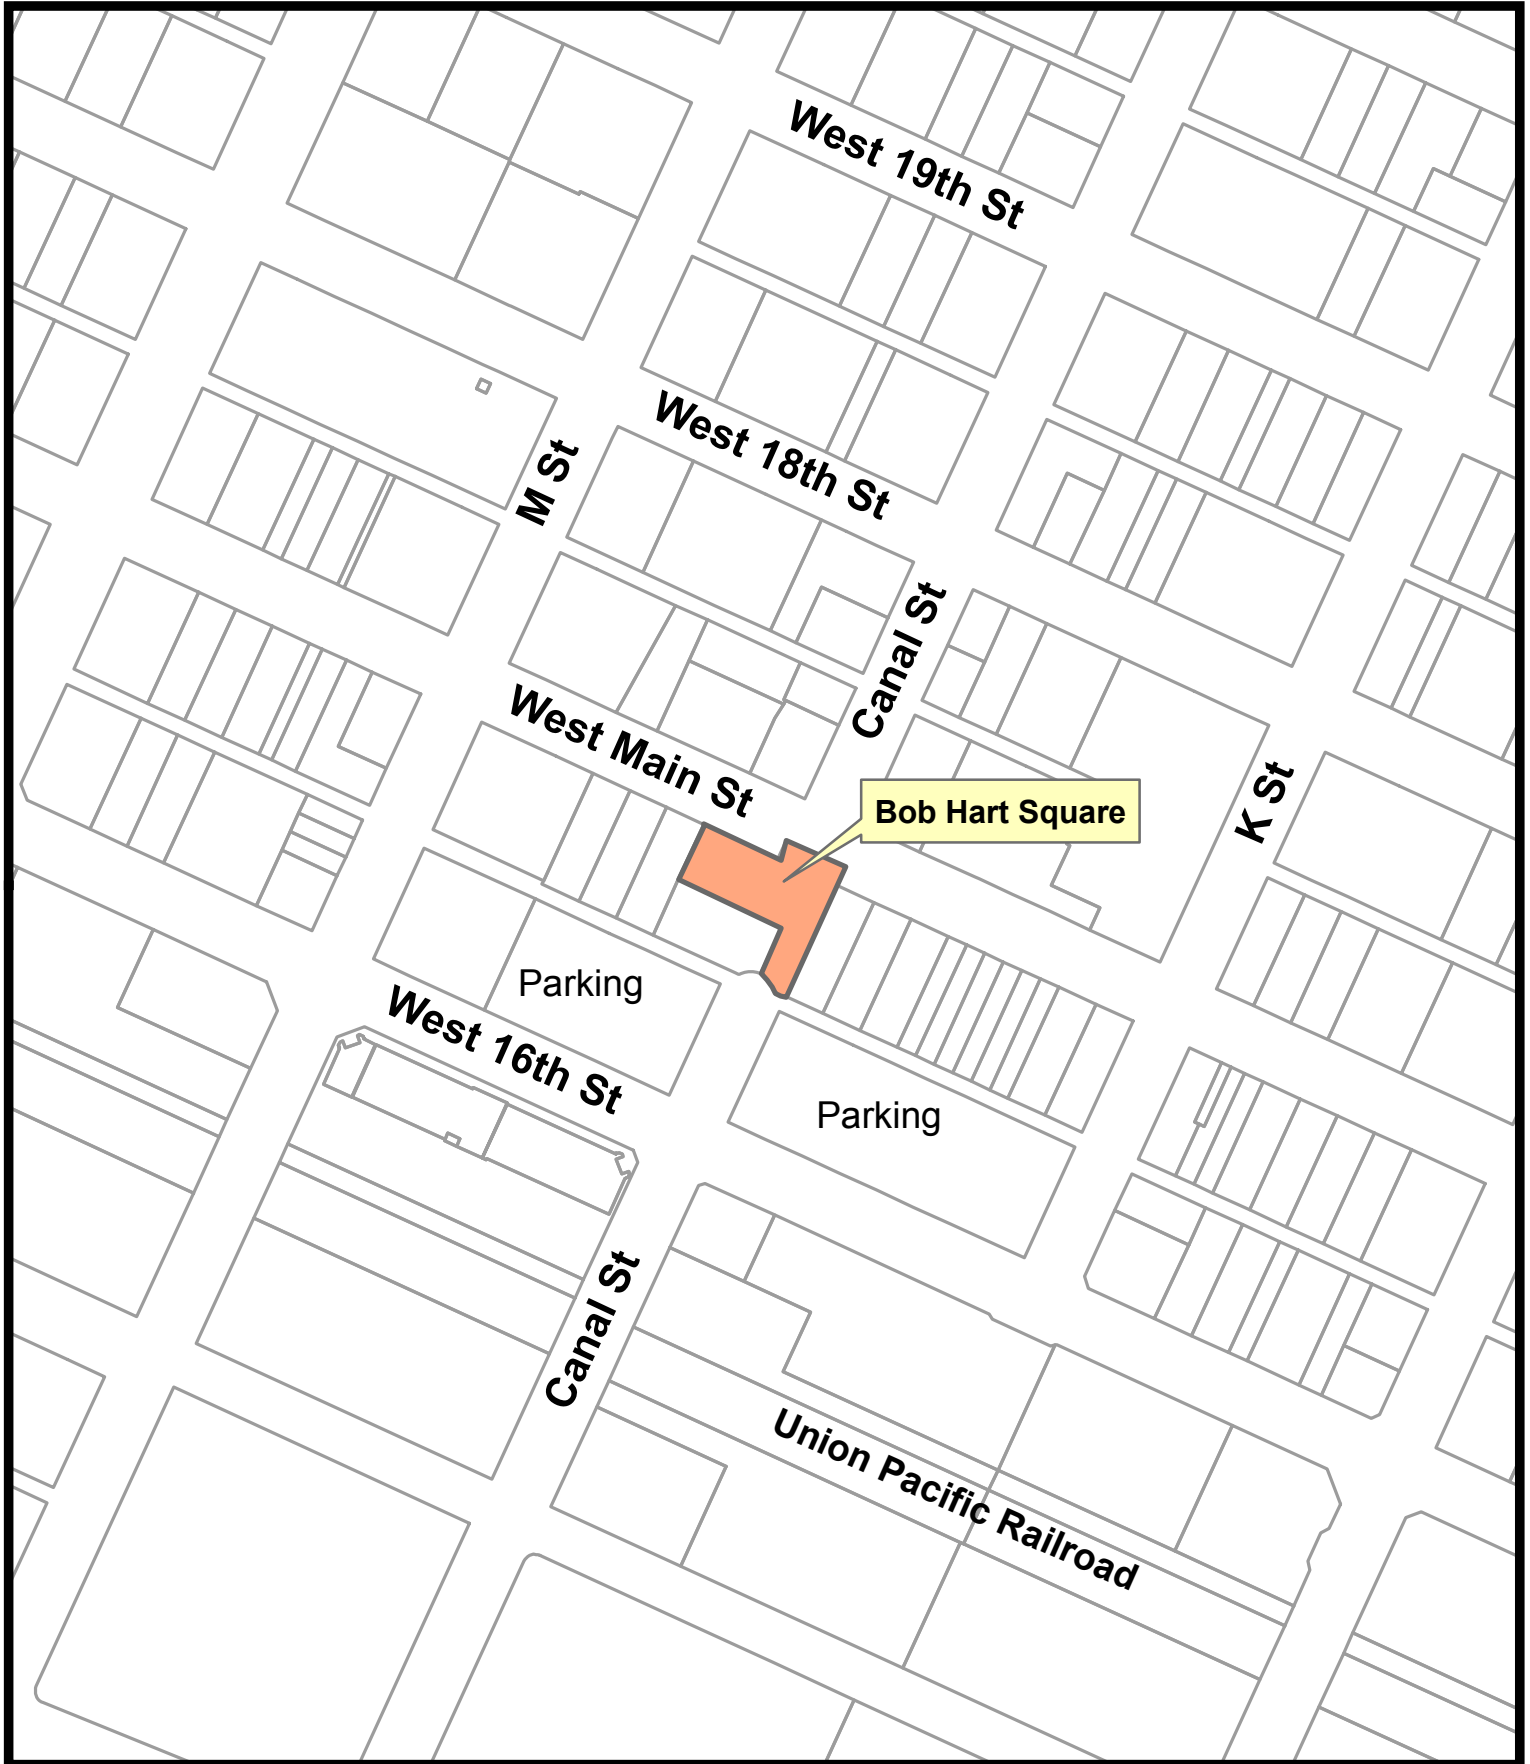 West 19th St
West 18th St
M St
Canal St
West Main St
K St
Bob Hart Square
Parking
West 16th St
Parking
Canal St
Union Pacific Railroad